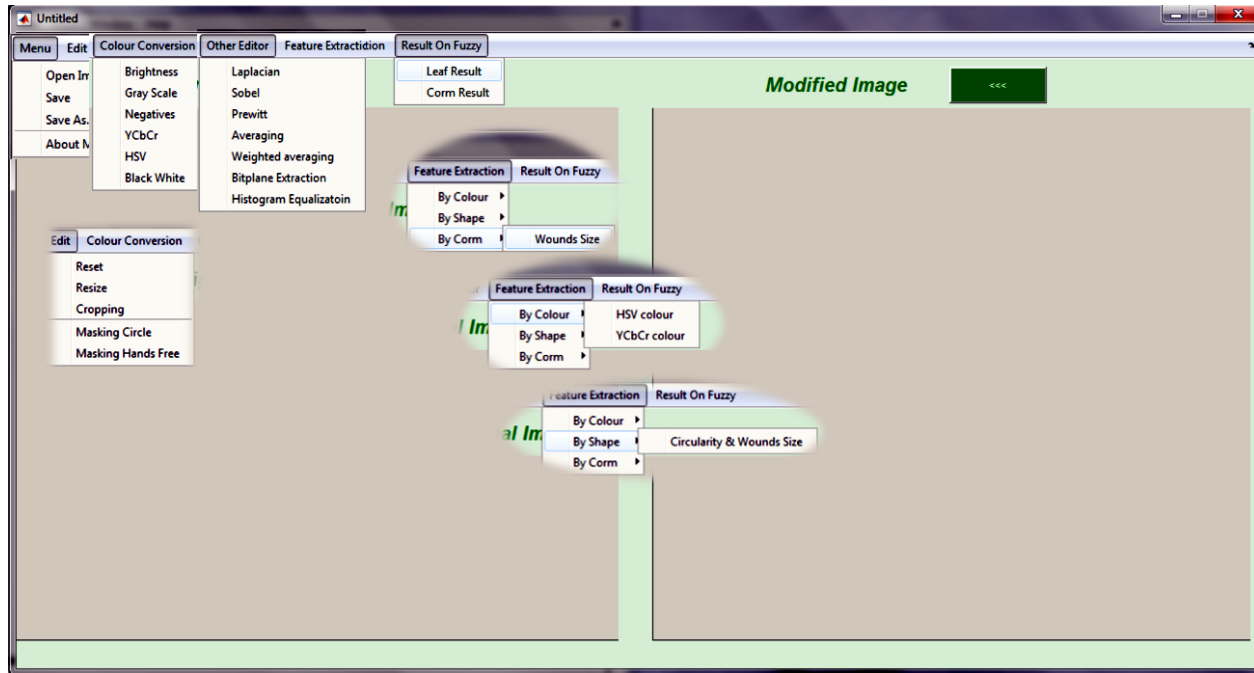 Untitled
Menu Edit Colour Conversion Other Editor Feature Extractidion Result On Fuzzy
Open
Save
Save As.
About
Brightness
Gray Scale
Negatives
YCbCr
HSV
Black White
Laplacian
Sobel
Prewitt
Averaging
Weighted averaging
Bitplane Extraction
Histogram Equalizatoin
Leaf Result
Corm Result
Modified Image <<<
Feature Extraction Result On Fuzzy
By Colour
By Shape
By Corm
Wounds Size
Edit Colour Conversion
Reset
Resize
Cropping
Masking Circle
Masking Hands Free
Feature Extraction Result On Fuzzy
By Colour
By Shape
By Corm
HSV colour
YCbCr colour
Feature Extraction Result On Fuzzy
By Colour
By Shape
By Corm
Circularity & Wounds Size